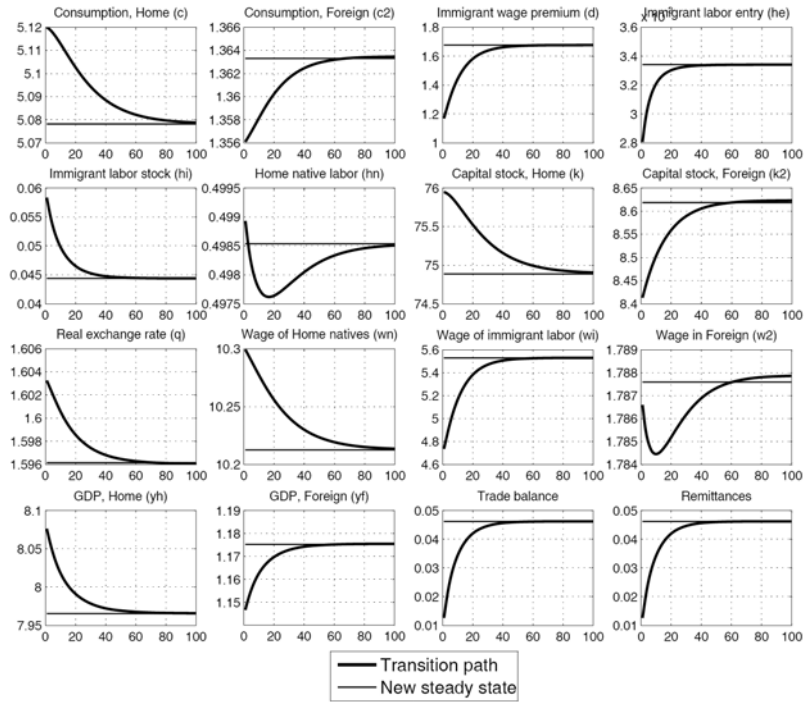 Consumption, Home (c)
5.12
5.11
5.1
5.09
5.08
5.07
0 20 40 60 80 100
Consumption, Foreign (c2)
1.366
1.364
1.362
1.36
1.358
1.356
0 20 40 60 80 100
Immigrant wage premium (d)
1.8
1.6
1.4
1.2
1
0 20 40 60 80 100
Immigrant labor entry (he)
3.6
3.4
3.2
3
2.8
0 20 40 60 80 100
Immigrant labor stock (hi)
0.06
0.055
0.05
0.045
0.04
0 20 40 60 80 100
Home native labor (hn)
0.4995
0.499
0.4985
0.498
0.4975
0 20 40 60 80 100
Capital stock, Home (k)
76
75.5
75
74.5
0 20 40 60 80 100
Capital stock, Foreign (k2)
8.65
8.6
8.55
8.5
8.45
8.4
0 20 40 60 80 100
Real exchange rate (q)
1.606
1.604
1.602
1.6
1.598
1.596
0 20 40 60 80 100
Wage of Home natives (wn)
10.3
10.25
10.2
0 20 40 60 80 100
Wage of immigrant labor (wi)
5.6
5.4
5.2
5
4.8
4.6
0 20 40 60 80 100
Wage in Foreign (w2)
1.789
1.788
1.787
1.786
1.785
1.784
0 20 40 60 80 100
GDP, Home (yh)
8.1
8.05
8
7.95
0 20 40 60 80 100
GDP, Foreign (yf)
1.19
1.18
1.17
1.16
1.15
0 20 40 60 80 100
Trade balance
0.05
0.04
0.03
0.02
0.01
0 20 40 60 80 100
Remittances
0.05
0.04
0.03
0.02
0.01
0 20 40 60 80 100
Transition path
New steady state